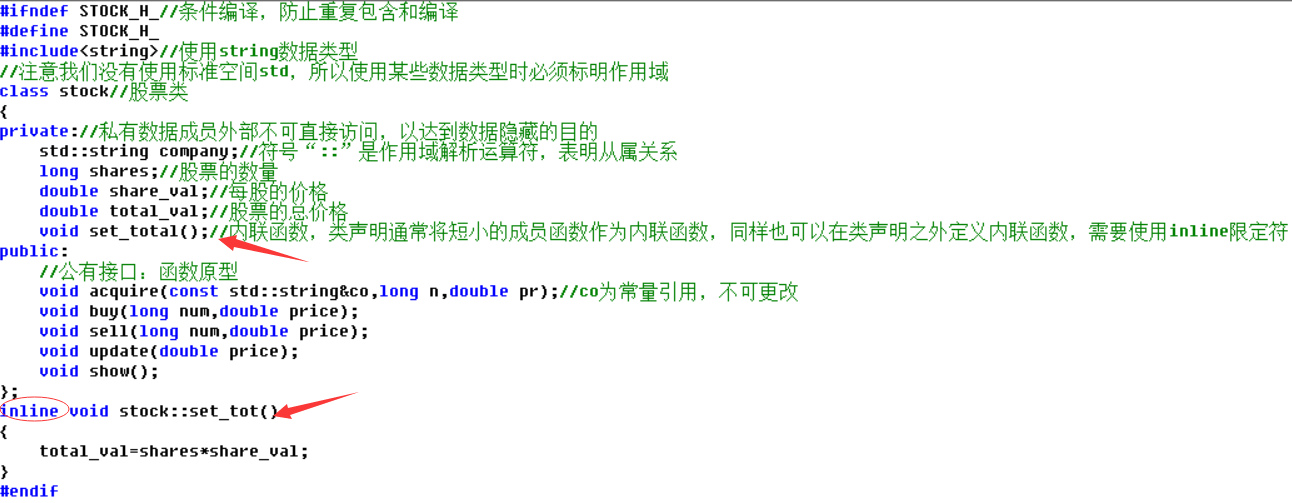 #ifndef STOCK_H_//条件编译，防止重复包含和编译
#define STOCK_H_
#include<string>//使用string数据类型
//注意我们没有使用标准空间std，所以使用某些数据类型时必须标明作用域
class stock//股票类
{
private://私有数据成员外部不可直接访问，以达到数据隐藏的目的
    std::string company;//符号“::”是作用域解析运算符，表明从属关系
    long shares;//股票的数量
    double share_val;//每股的价格
    double total_val;//股票的总价格
    void set_total();//内联函数，类声明通常将短小的成员函数作为内联函数，同样也可以在类声明之外定义内联函数，需要使用inline限定符
public:
    //公有接口：函数原型
    void acquire(const std::string&co,long n,double pr);//co为常量引用，不可更改
    void buy(long num,double price);
    void sell(long num,double price);
    void update(double price);
    void show();
};
inline void stock::set_tot()
{
    total_val=shares*share_val;
}
#endif